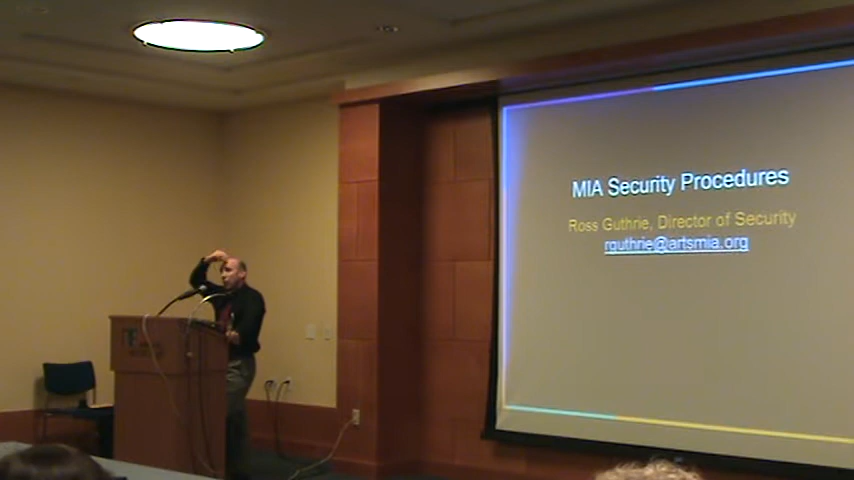 MIA Security Procedures
Ross Guthrie, Director of Security
rguthrie@artsmia.org